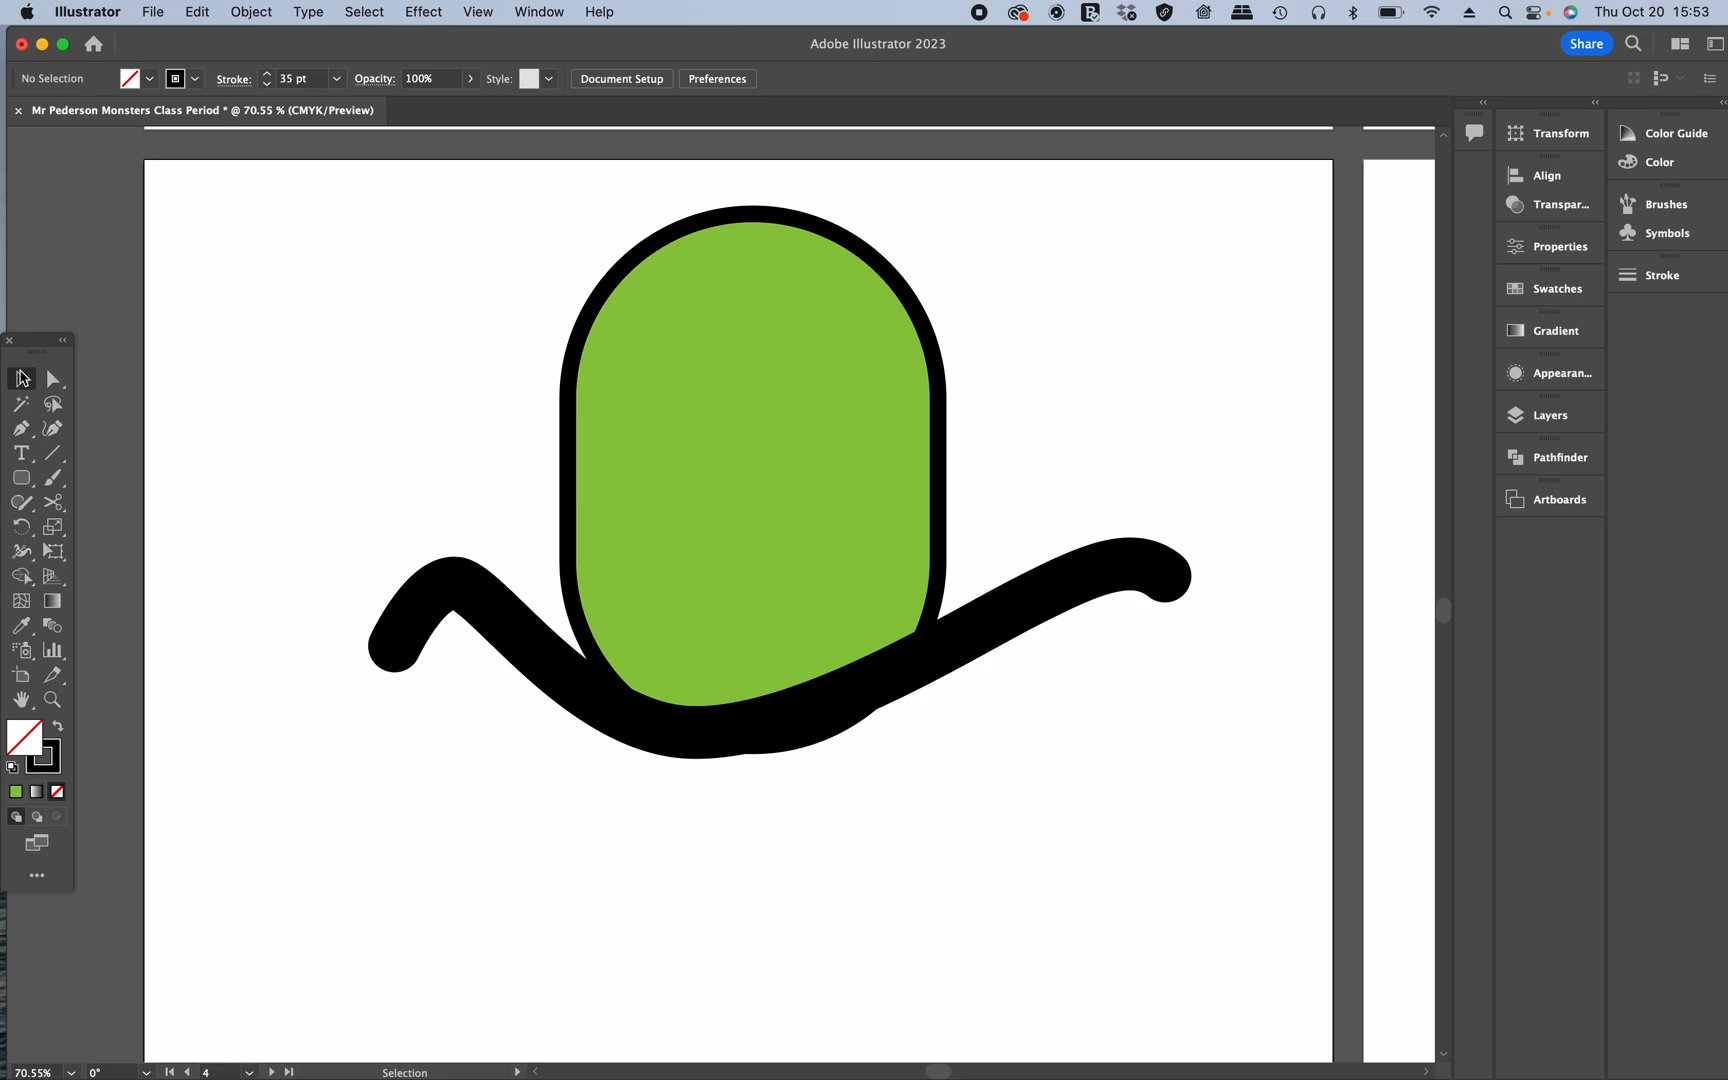 Illustrator File Edit Object Type Select Effect View Window Help Thu Oct 20 15:53
Adobe Illustrator 2023 Share
No Selection Stroke: 35 pt Opacity: 100% Style: Document Setup Preferences
× Mr Pederson Monsters Class Period * @ 70.55 % (CMYK/Preview)
Transform
Color Guide
Color
Align
Transpar...
Brushes
Symbols
Properties
Stroke
Swatches
Gradient
Appearan...
Layers
Pathfinder
Artboards
70.55% 0° 4 Selection